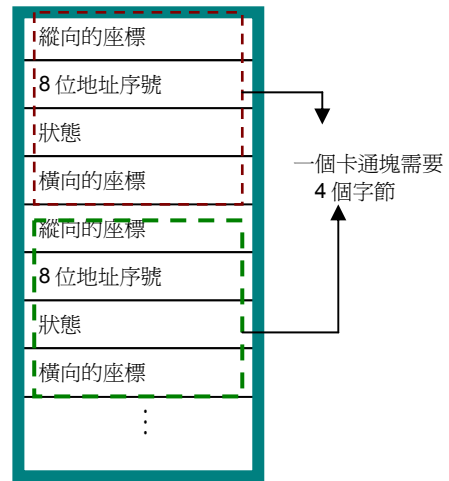 縱向的座標
8位地址序號
狀態
橫向的座標
縱向的座標
8位地址序號
狀態
橫向的座標
⋮
一個卡通塊需要
4 個字節